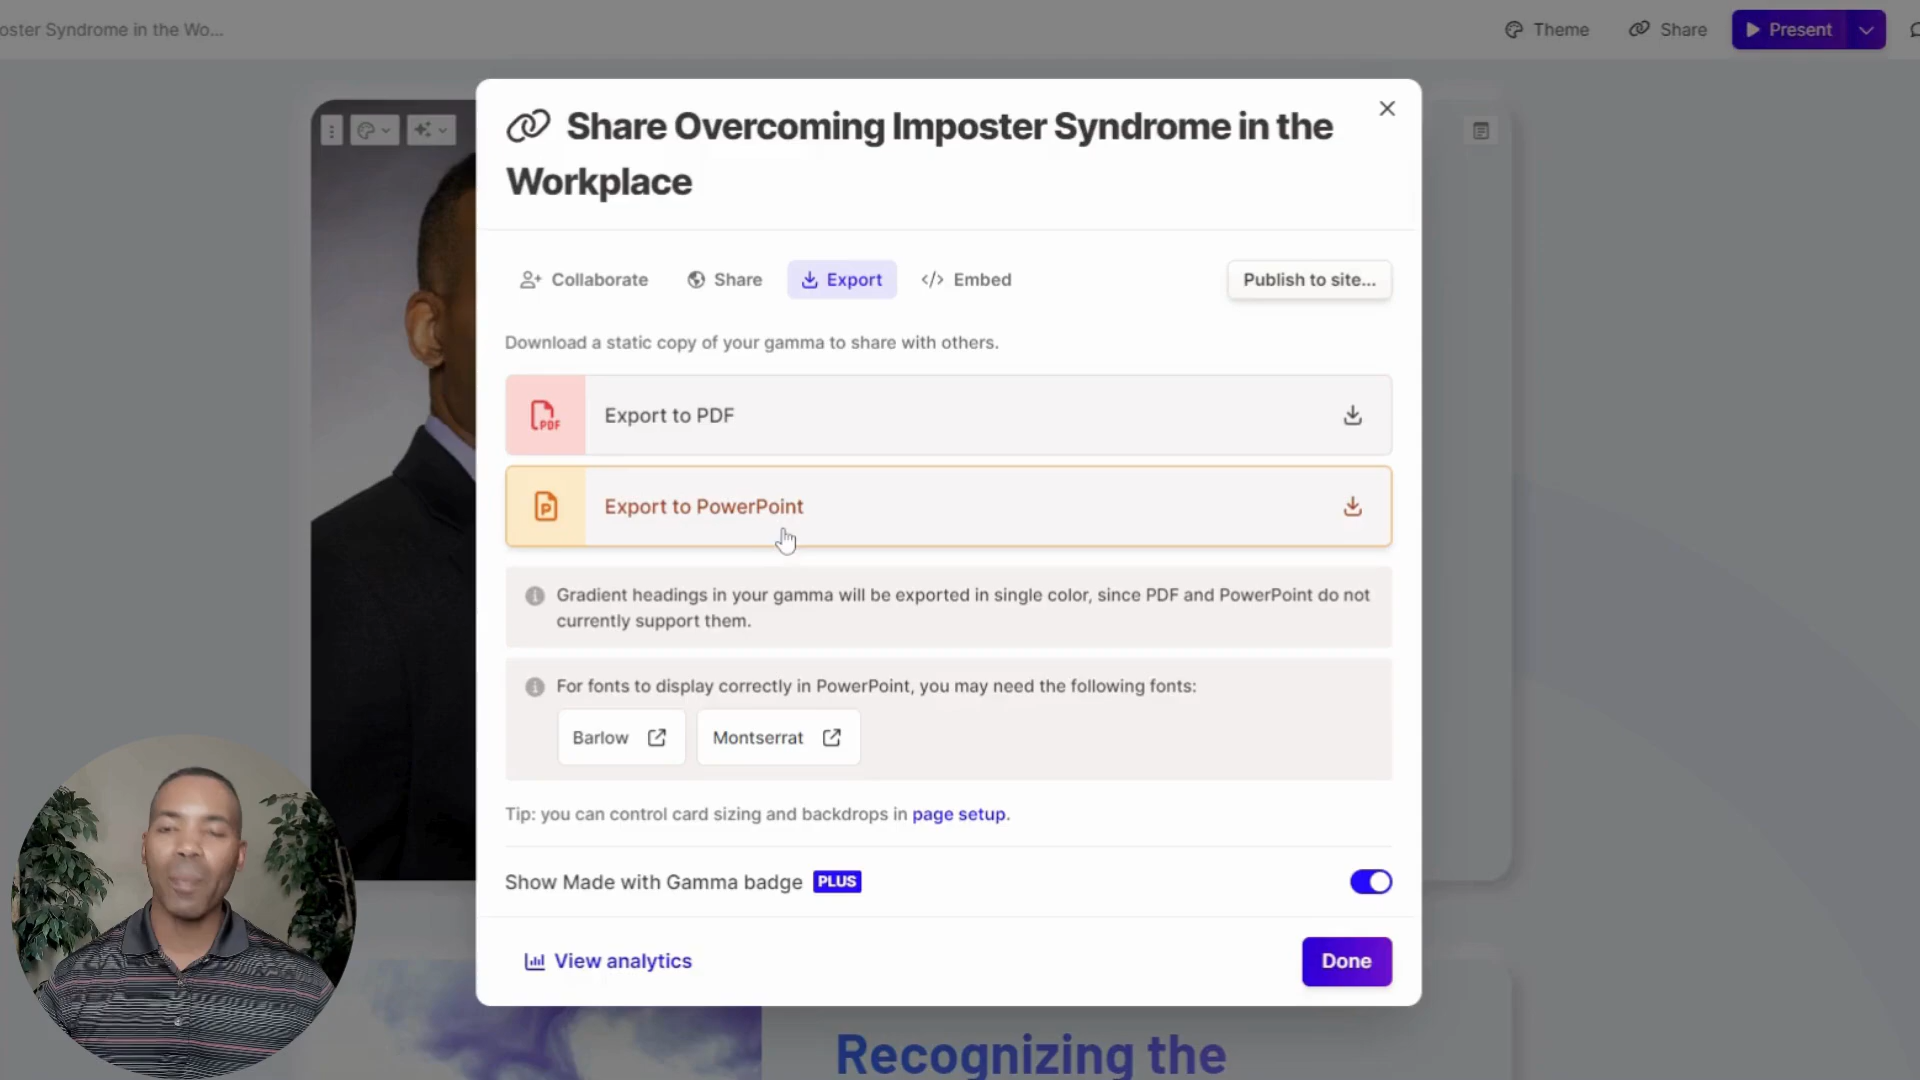 oster Syndrome in the Wo...
Theme
Share
Present
Share Overcoming Imposter Syndrome in the
Workplace
Collaborate
Share
Export
Embed
Publish to site...
Download a static copy of your gamma to share with others.
PDF
Export to PDF
P
Export to PowerPoint
Gradient headings in your gamma will be exported in single color, since PDF and PowerPoint do not
currently support them.
For fonts to display correctly in PowerPoint, you may need the following fonts:
Barlow
Montserrat
Tip: you can control card sizing and backdrops in page setup.
Show Made with Gamma badge PLUS
View analytics
Done
Recognizing the